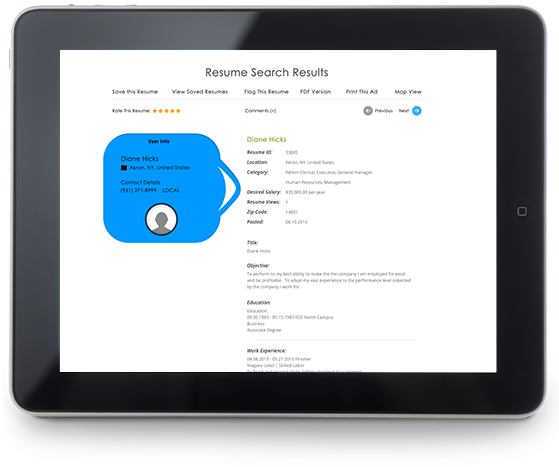 Resume Search Results
Save this Resume View Saved Resumes Flag This Resume PDF Version Print This Ad Map View
Rate This Resume: Comments (+) Previous Next
User Info
Diane Hicks
Akron, NY, United States
Contact Details
(951) 271-8999 LOCAL
Diane Hicks
Resume ID: 33005
Location: Akron, NY, United States
Category: Admin-Clerical, Executive, General manager,
Human Resources, Management
Desired Salary: $35,000.00 per year
Resume Views: 1
Zip Code: 14001
Posted: 06.10.2015
Title:
Diane Hicks
Objective:
To perform to my best ability to make the the company I am employed for excel
and be profitable. To adapt my vast experience to the performance level expected
by the company I work for.
Education:
Education:
09.05.1983 - 05.15.1985 ECC North Campus
Business
Associate Degree
Work Experience:
04.08.2013 - 05.21.2015 Finisher
Niagara Label | Skilled Labor